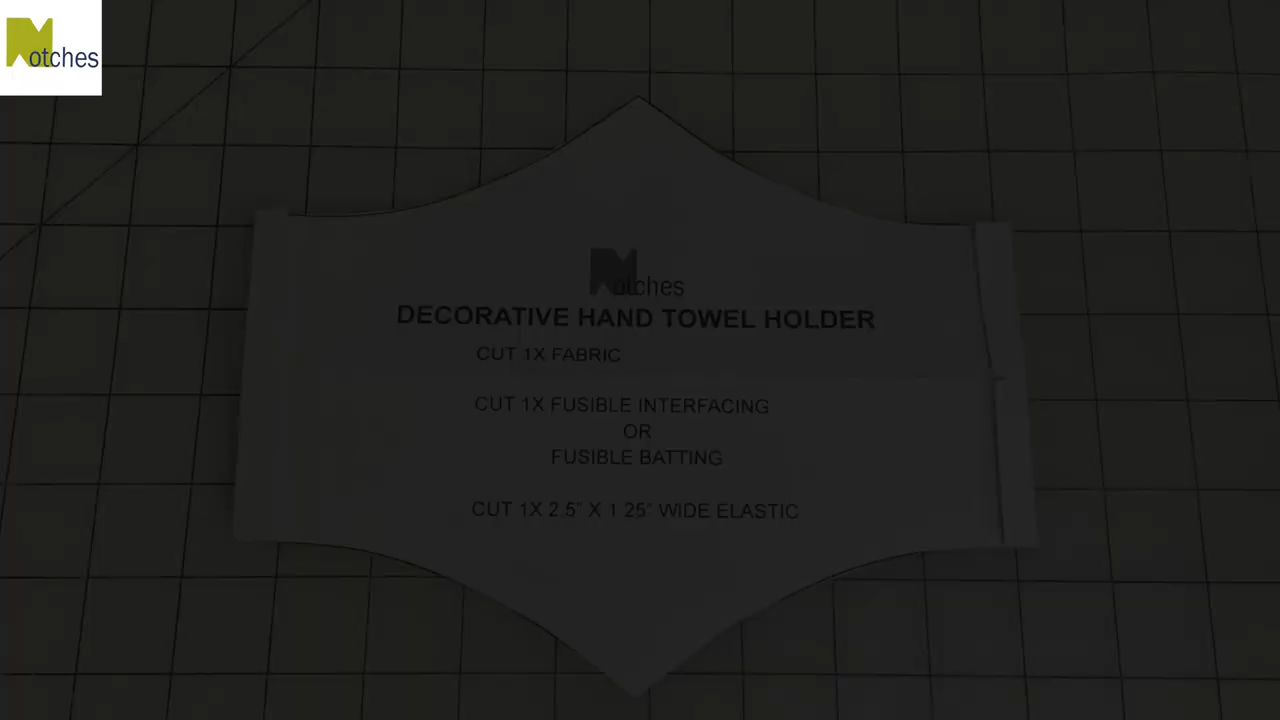 Notches
Notches
DECORATIVE HAND TOWEL HOLDER
CUT 1X FABRIC
CUT 1X FUSIBLE INTERFACING
OR
FUSIBLE BATTING
CUT 1X 2.5" X 1.25" WIDE ELASTIC